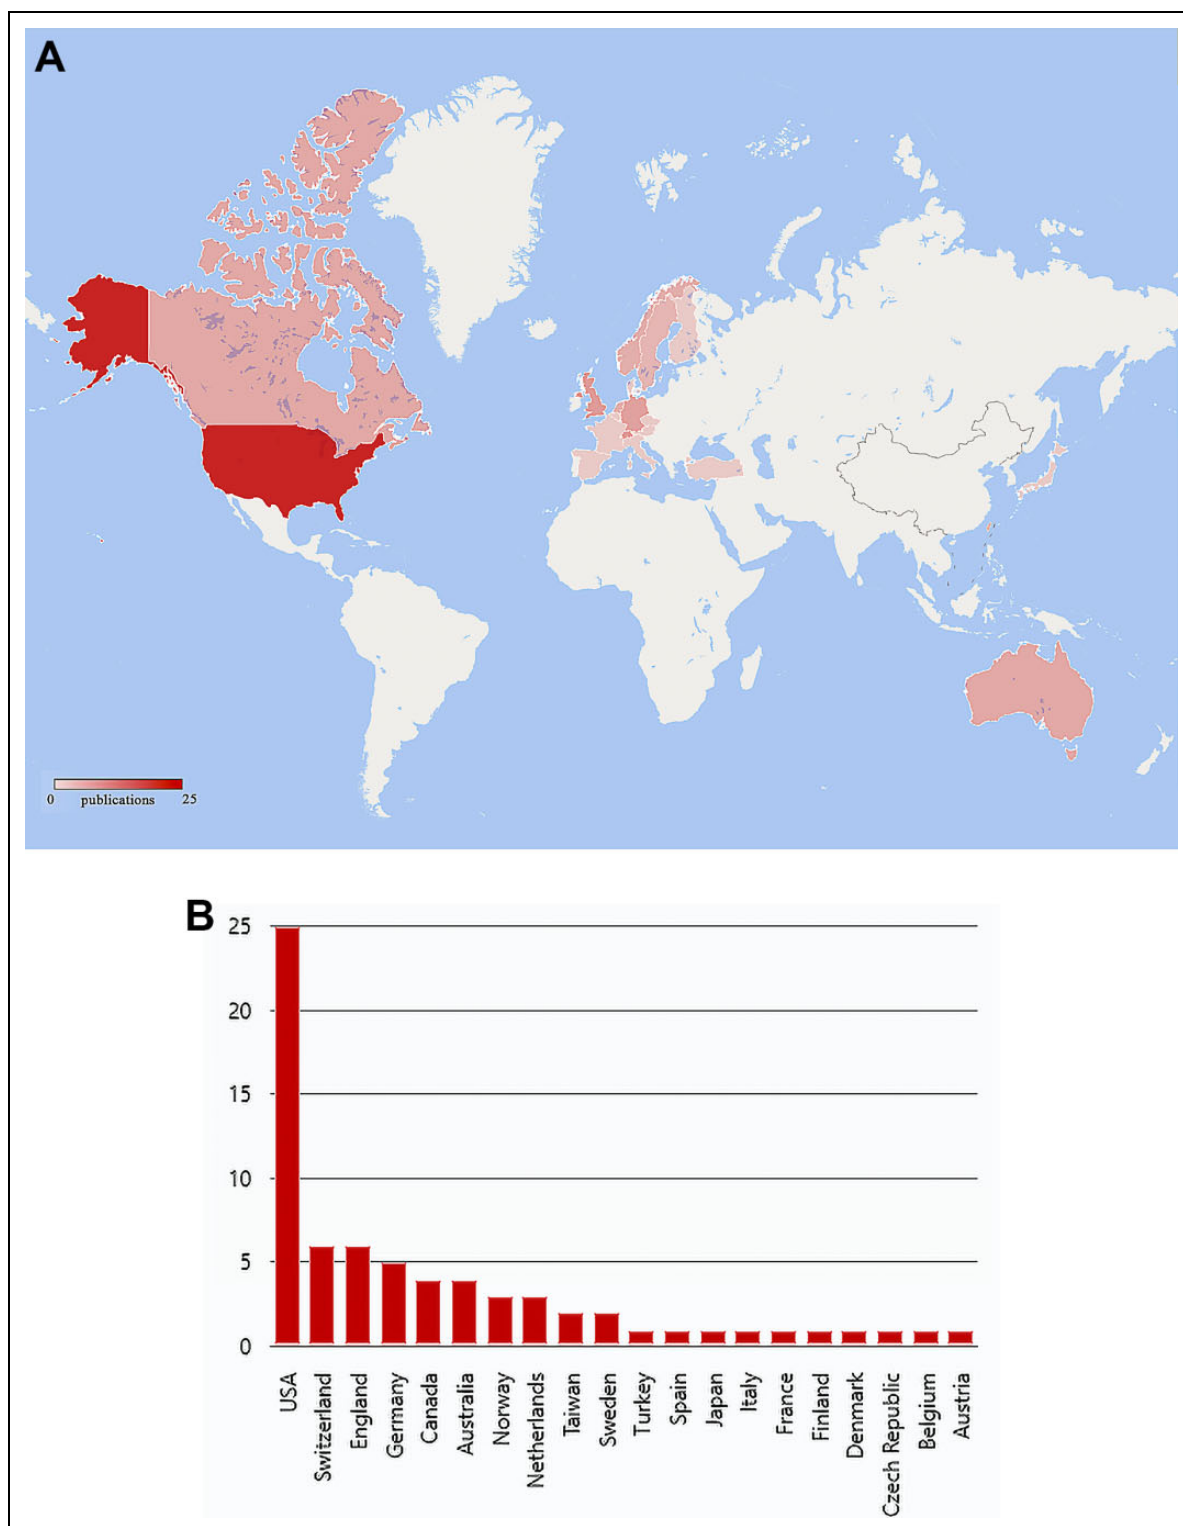 A
0 publications 25
B
25
20
15
10
5
0
USA
Switzerland
England
Germany
Canada
Australia
Norway
Netherlands
Taiwan
Sweden
Turkey
Spain
Japan
Italy
France
Finland
Denmark
Czech Republic
Belgium
Austria